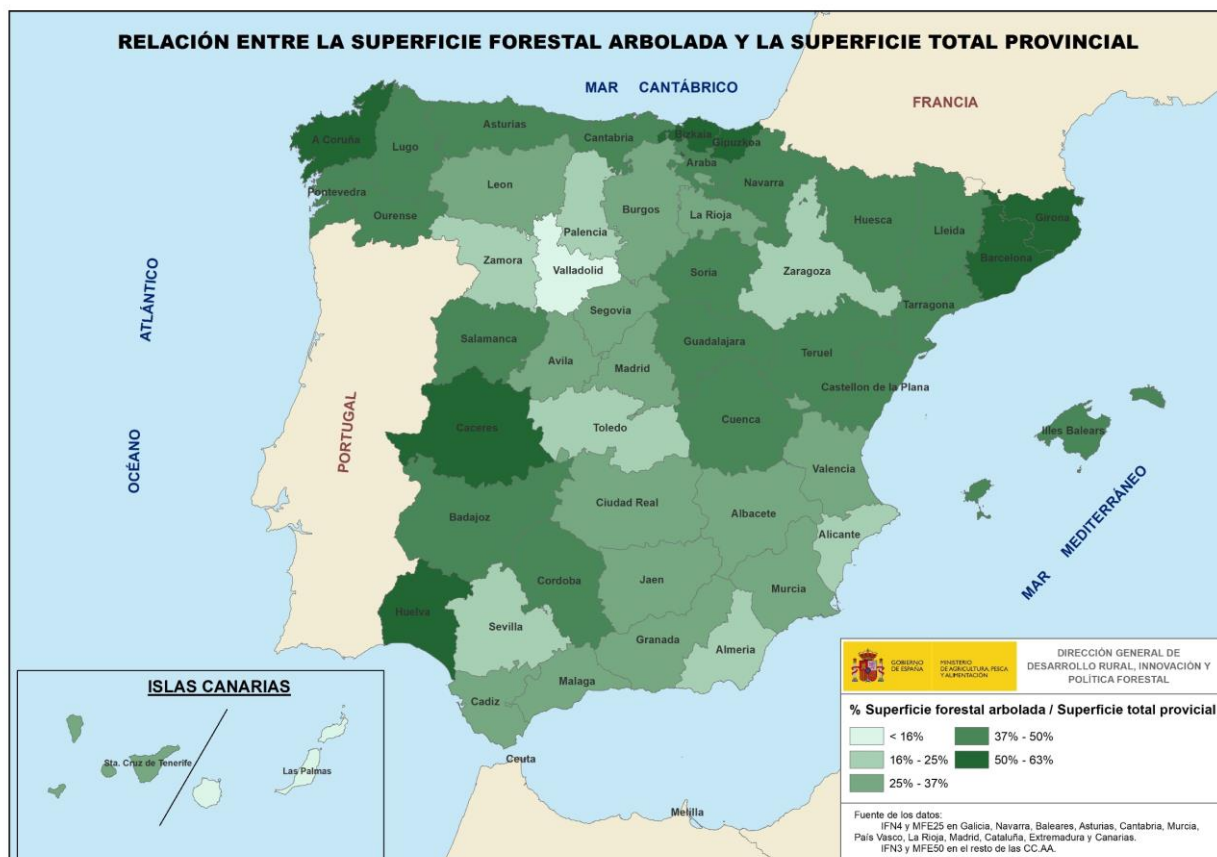 RELACIÓN ENTRE LA SUPERFICIE FORESTAL ARBOLADA Y LA SUPERFICIE TOTAL PROVINCIAL
MAR CANTÁBRICO
FRANCIA
A Coruña
Lugo
Asturias
Cantabria
Bizkaia
Gipuzkoa
Araba
Navarra
Pontevedra
Ourense
Leon
Palencia
Burgos
La Rioja
Huesca
Lleida
Girona
Barcelona
Zamora
Valladolid
Soria
Zaragoza
Tarragona
Segovia
Salamanca
Avila
Madrid
Guadalajara
Teruel
Castellon de la Plana
OCÉANO ATLÁNTICO
PORTUGAL
Caceres
Toledo
Cuenca
Valencia
Illes Balears
MAR MEDITERRÁNEO
Badajoz
Ciudad Real
Albacete
Alicante
Huelva
Cordoba
Jaen
Murcia
Sevilla
Granada
Almeria
Cadiz
Malaga
Ceuta
Melilla
ISLAS CANARIAS
Sta. Cruz de Tenerife
Las Palmas
GOBIERNO
DE ESPAÑA
MINISTERIO
DE AGRICULTURA, PESCA
Y ALIMENTACIÓN
DIRECCIÓN GENERAL DE
DESARROLLO RURAL, INNOVACIÓN Y
POLÍTICA FORESTAL
% Superficie forestal arbolada / Superficie total provicial
< 16%
16% - 25%
25% - 37%
37% - 50%
50% - 63%
Fuente de los datos:
IFN4 y MFE25 en Galicia, Navarra, Baleares, Asturias, Cantabria, Murcia,
País Vasco, La Rioja, Madrid, Cataluña, Extremadura y Canarias.
IFN3 y MFE50 en el resto de las CC.AA.